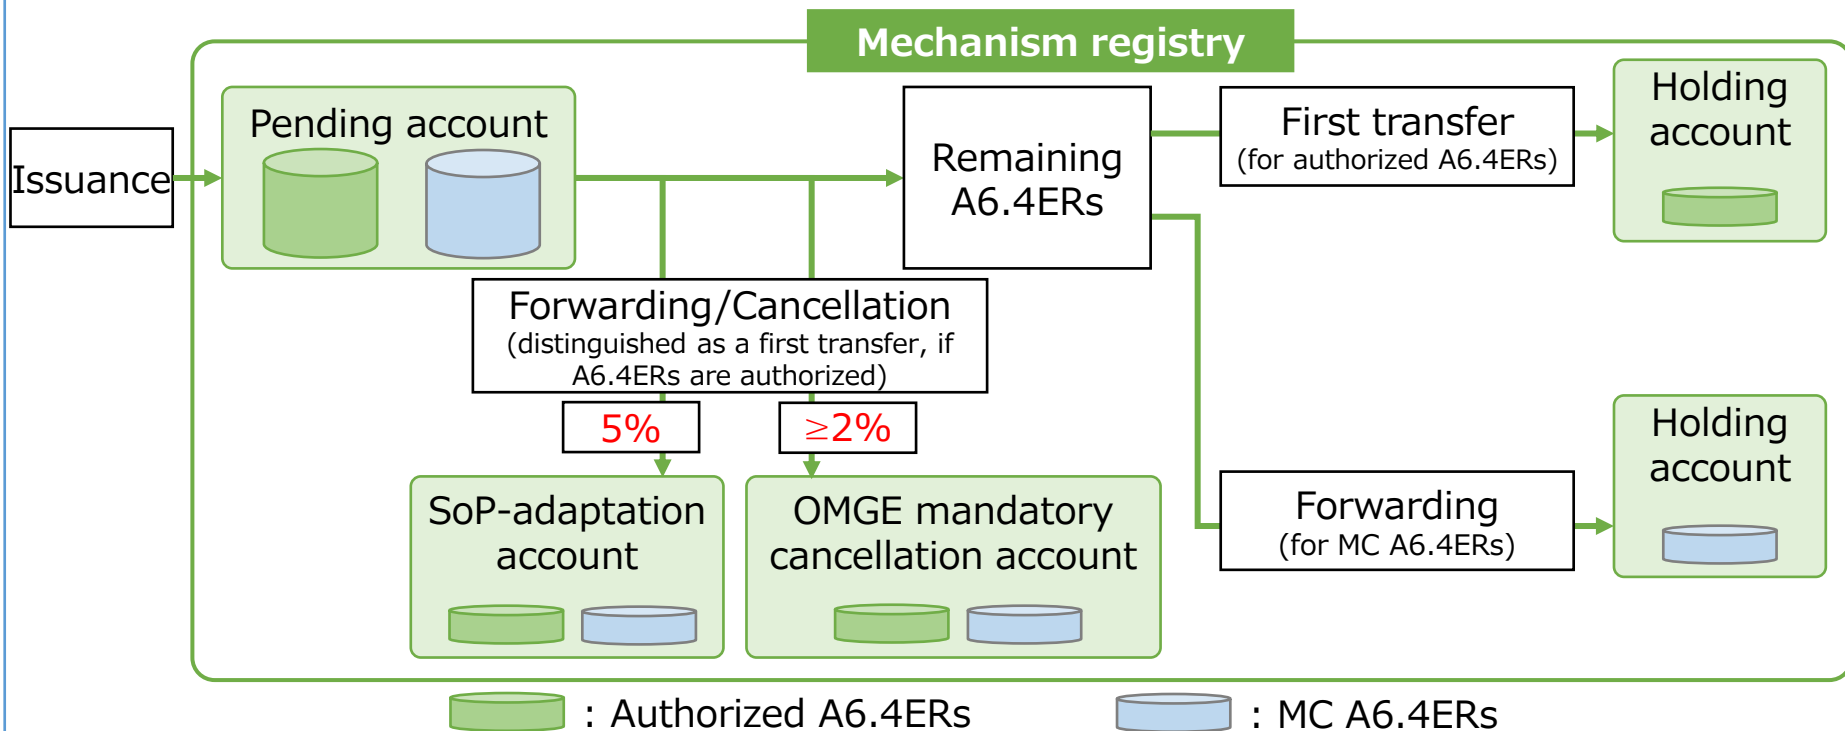 Mechanism registry
Issuance
Pending account
Remaining
A6.4ERs
First transfer
(for authorized A6.4ERs)
Holding
account
Forwarding/Cancellation
(distinguished as a first transfer, if
A6.4ERs are authorized)
5%
≥2%
SoP-adaptation
account
OMGE mandatory
cancellation account
Forwarding
(for MC A6.4ERs)
Holding
account
: Authorized A6.4ERs
: MC A6.4ERs